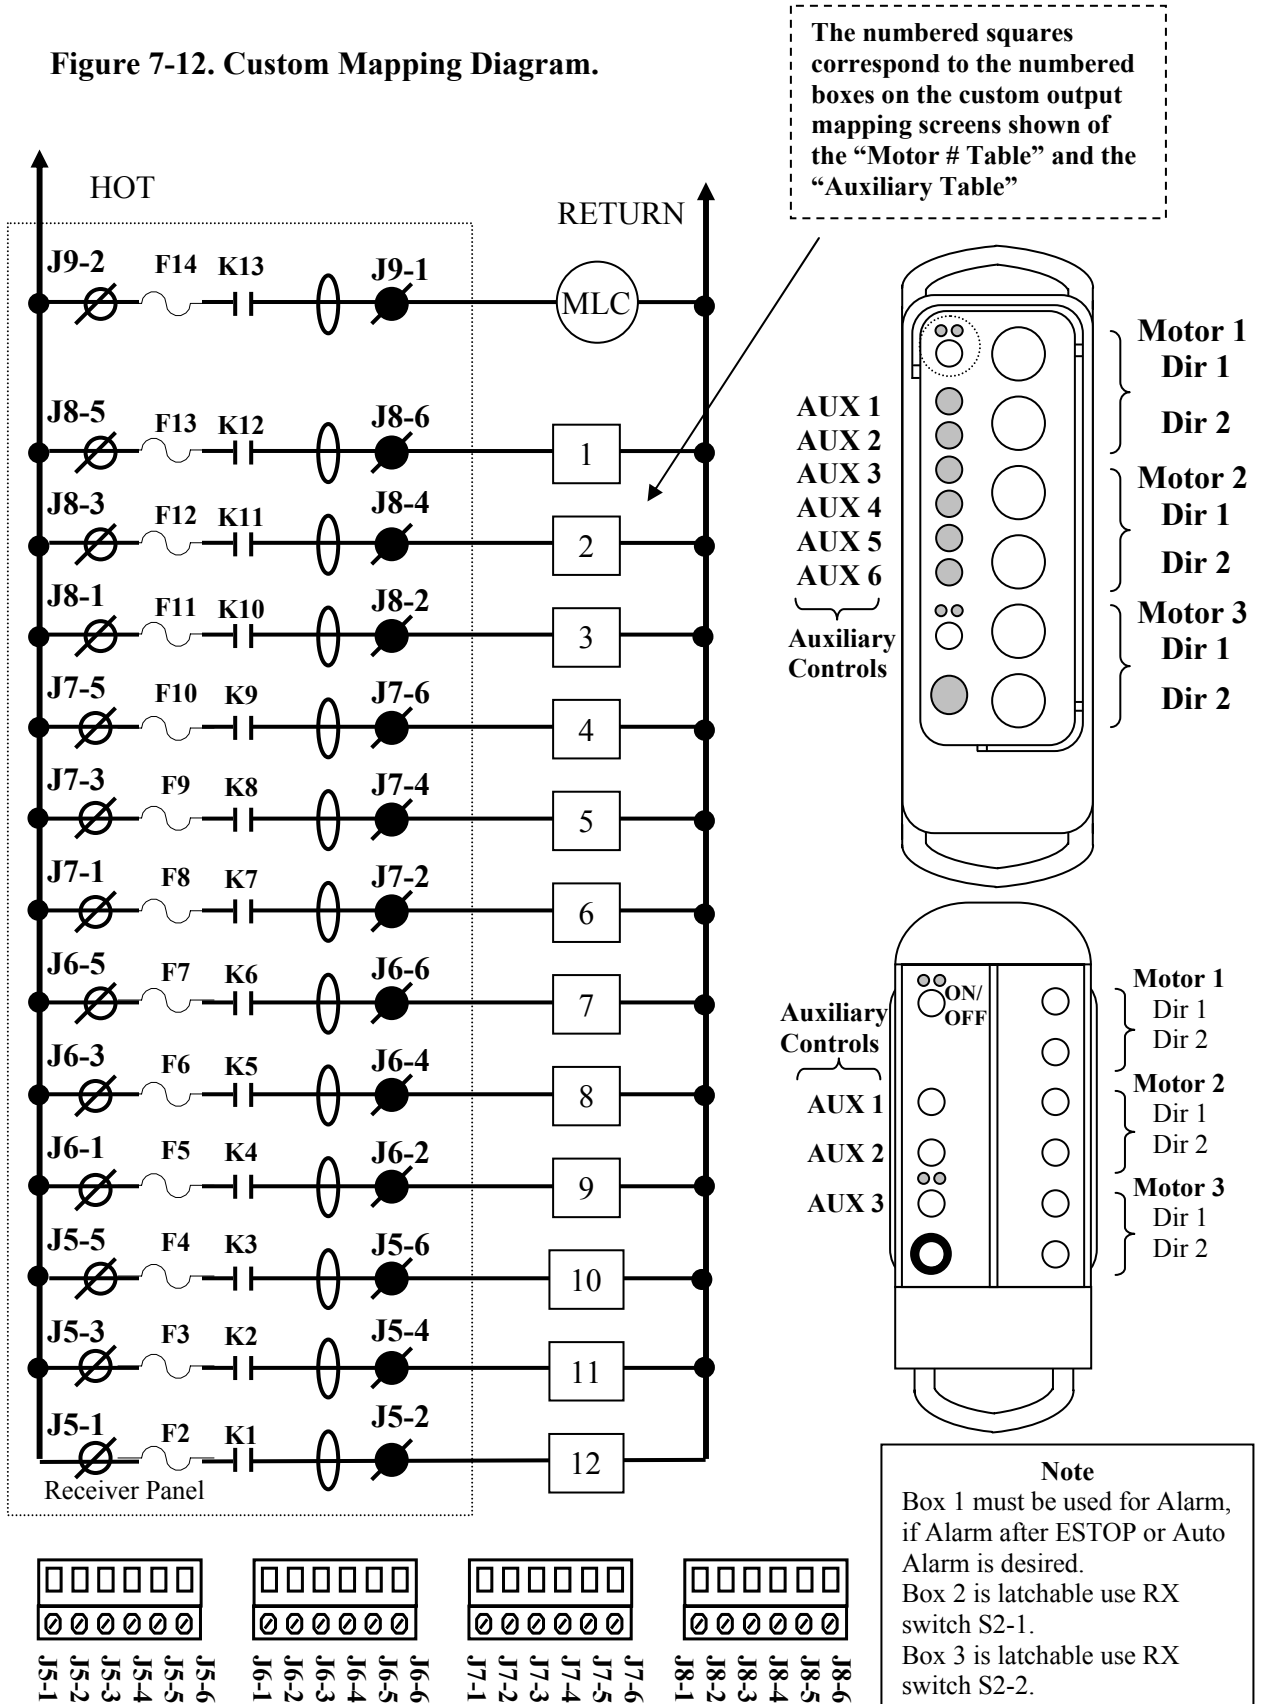 Figure 7-12. Custom Mapping Diagram.
The numbered squares
correspond to the numbered
boxes on the custom output
mapping screens shown of
the “Motor # Table” and the
“Auxiliary Table”
HOT
RETURN
J9-2 F14 K13 J9-1 MLC
J8-5 F13 K12 J8-6 1
J8-3 F12 K11 J8-4 2
J8-1 F11 K10 J8-2 3
J7-5 F10 K9 J7-6 4
J7-3 F9 K8 J7-4 5
J7-1 F8 K7 J7-2 6
J6-5 F7 K6 J6-6 7
J6-3 F6 K5 J6-4 8
J6-1 F5 K4 J6-2 9
J5-5 F4 K3 J5-6 10
J5-3 F3 K2 J5-4 11
J5-1 F2 K1 J5-2 12
Receiver Panel
AUX 1
AUX 2
AUX 3
AUX 4
AUX 5
AUX 6
Auxiliary
Controls
Motor 1
Dir 1
Dir 2
Motor 2
Dir 1
Dir 2
Motor 3
Dir 1
Dir 2
Auxiliary
Controls
ON/
OFF
AUX 1
AUX 2
AUX 3
Motor 1
Dir 1
Dir 2
Motor 2
Dir 1
Dir 2
Motor 3
Dir 1
Dir 2
Note
Box 1 must be used for Alarm,
if Alarm after ESTOP or Auto
Alarm is desired.
Box 2 is latchable use RX
switch S2-1.
Box 3 is latchable use RX
switch S2-2.
J5-1
J5-2
J5-3
J5-4
J5-5
J5-6
J6-1
J6-2
J6-3
J6-4
J6-5
J6-6
J7-1
J7-2
J7-3
J7-4
J7-5
J7-6
J8-1
J8-2
J8-3
J8-4
J8-5
J8-6